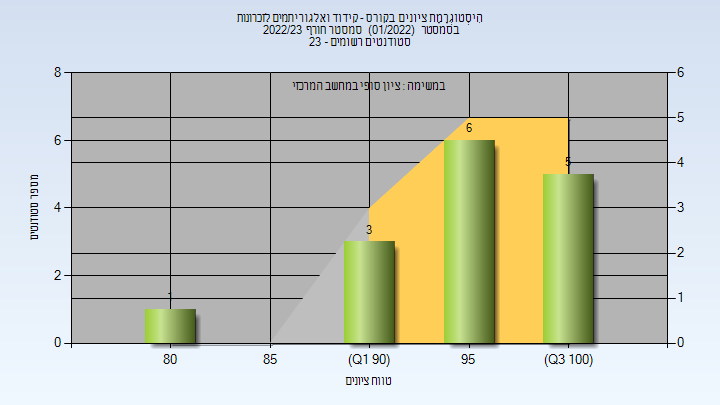 היסטוגרמת ציונים בקורס - קידוד ואלגוריתמים לזכרונות
בסמסטר (01/2022) סמסטר חורף 2022/23
סטודנטים רשומים - 23
במשימה : ציון סופי במחשב המרכזי
8
6
4
2
0
6
5
4
3
2
1
0
מספר סטודנטים
1
3
6
5
80
85
(Q1 90)
95
(Q3 100)
טווח ציונים